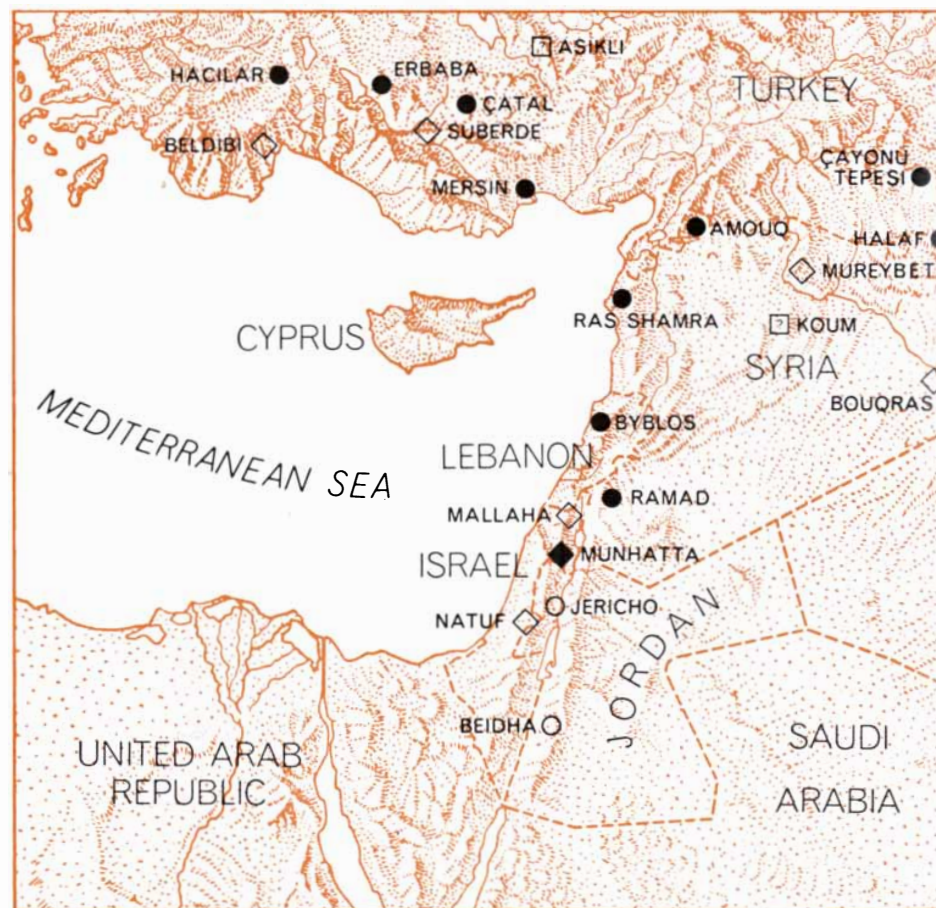 AŞIKLI
HACILAR
ERBABA
TURKEY
ÇATAL
SUBERDE
BELDIBI
ÇAYONU
TEPEŞI
MERSIN
AMOUQ
HALAF
MUREYBET
RAS SHAMRA
KOUM
CYPRUS
SYRIA
BOUQRAS
MEDITERRANEAN SEA
BYBLOS
LEBANON
RAMAD
MALLAHA
MUNHATTA
ISRAEL
JERICHO
NATUF
JORDAN
BEIDHA
UNITED ARAB
REPUBLIC
SAUDI
ARABIA